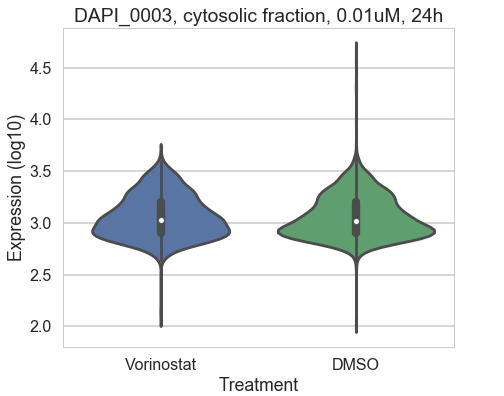 DAPI_0003, cytosolic fraction, 0.01uM, 24h
Expression (log10)
4.5
4.0
3.5
3.0
2.5
2.0
Vorinostat DMSO
Treatment